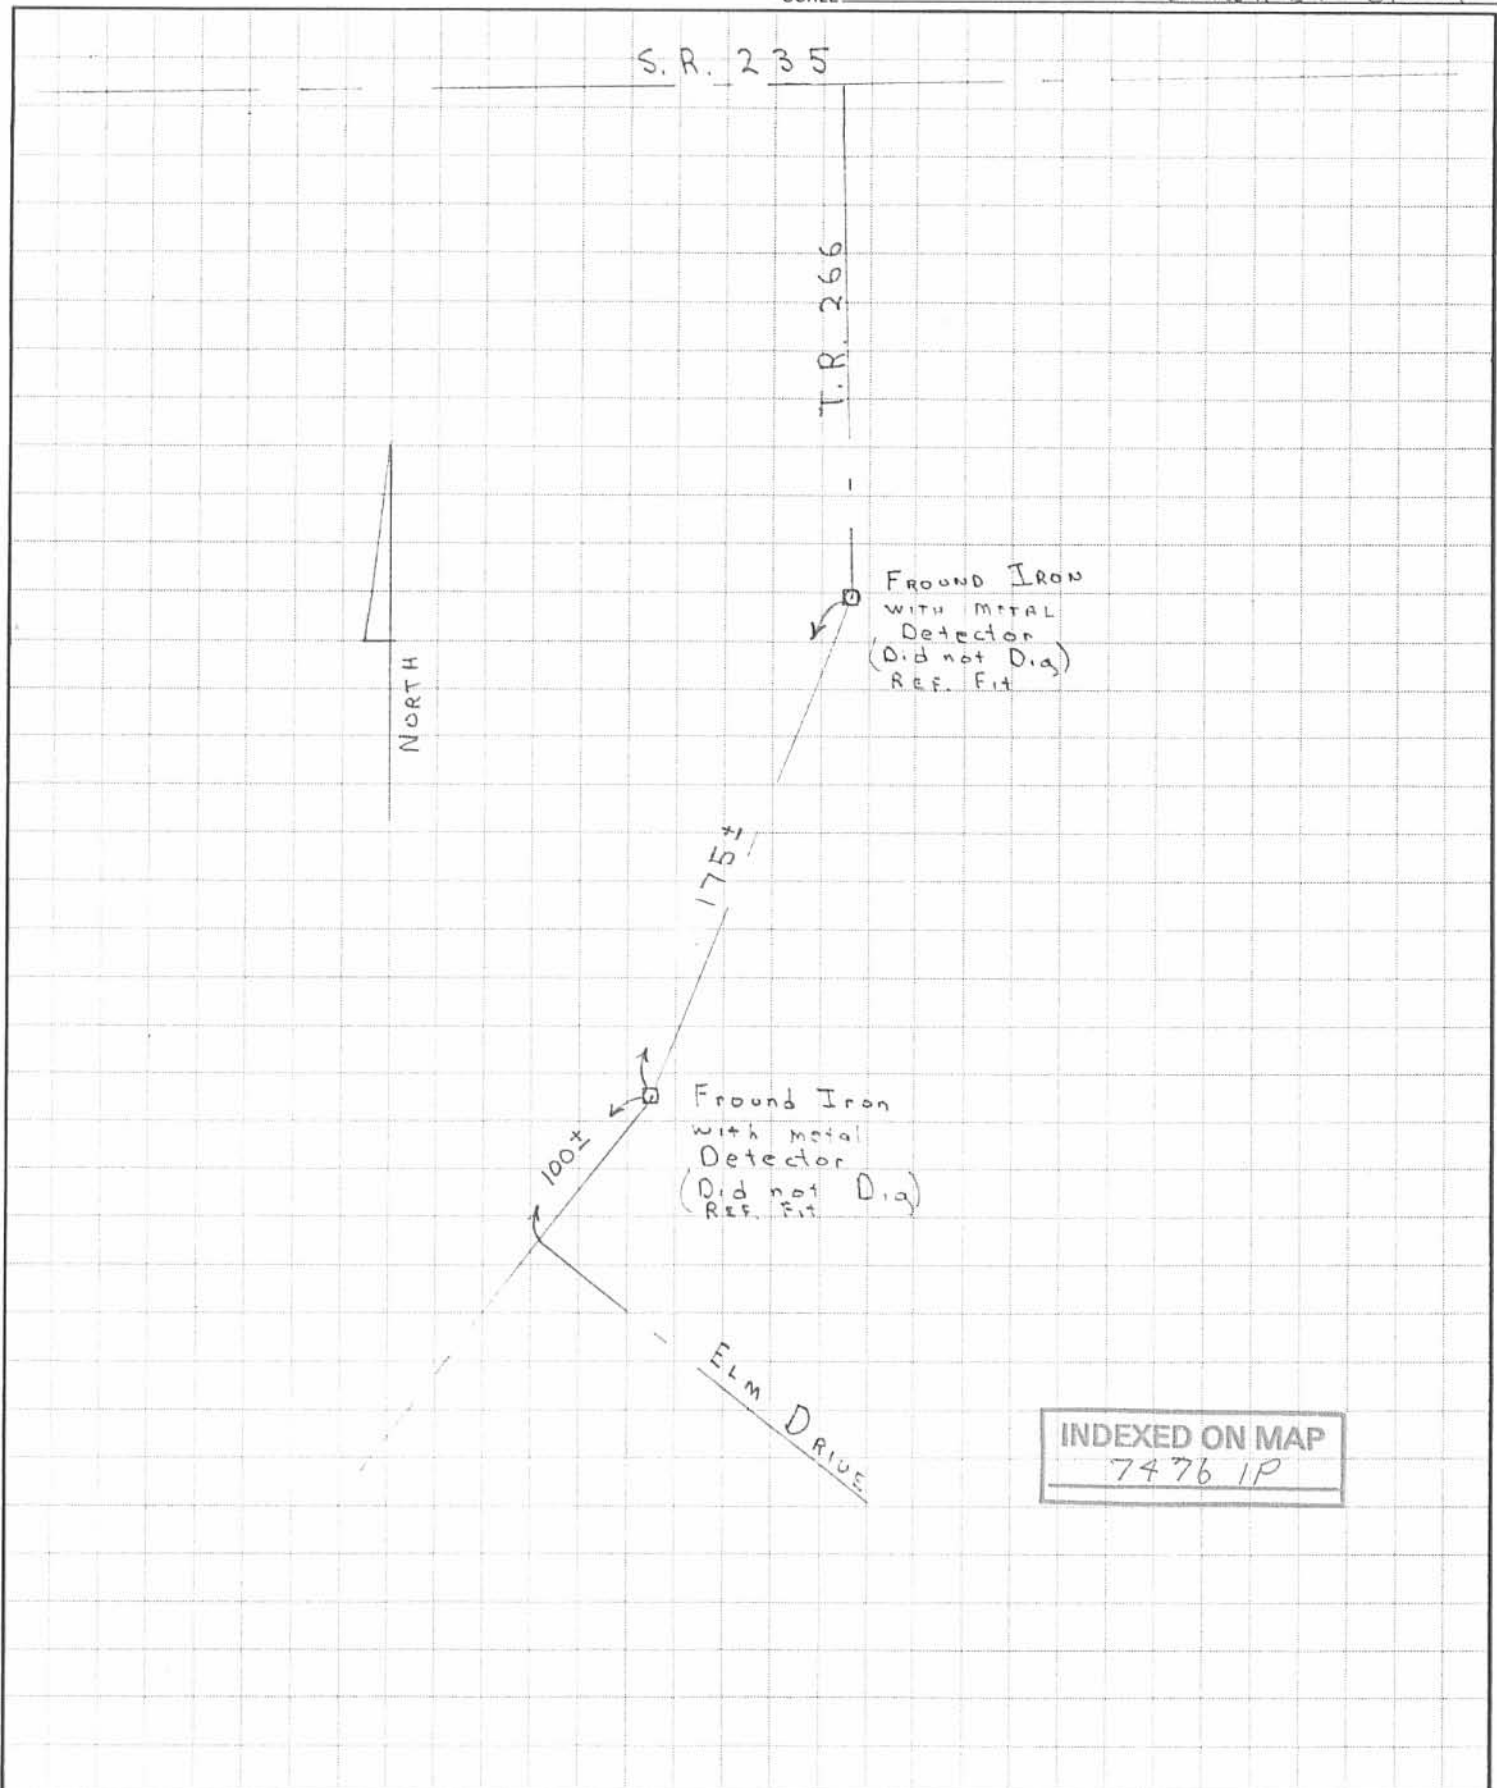 S. R. 235
T.R. 266
NORTH
FROUND IRON
WITH METAL
Detector
(Did not Dig)
REF. Fit
175±
Fround Iron
with metal
Detector
(Did not Dig)
REF. Fit
100±
ELM DRIVE
INDEXED ON MAP
7476 IP